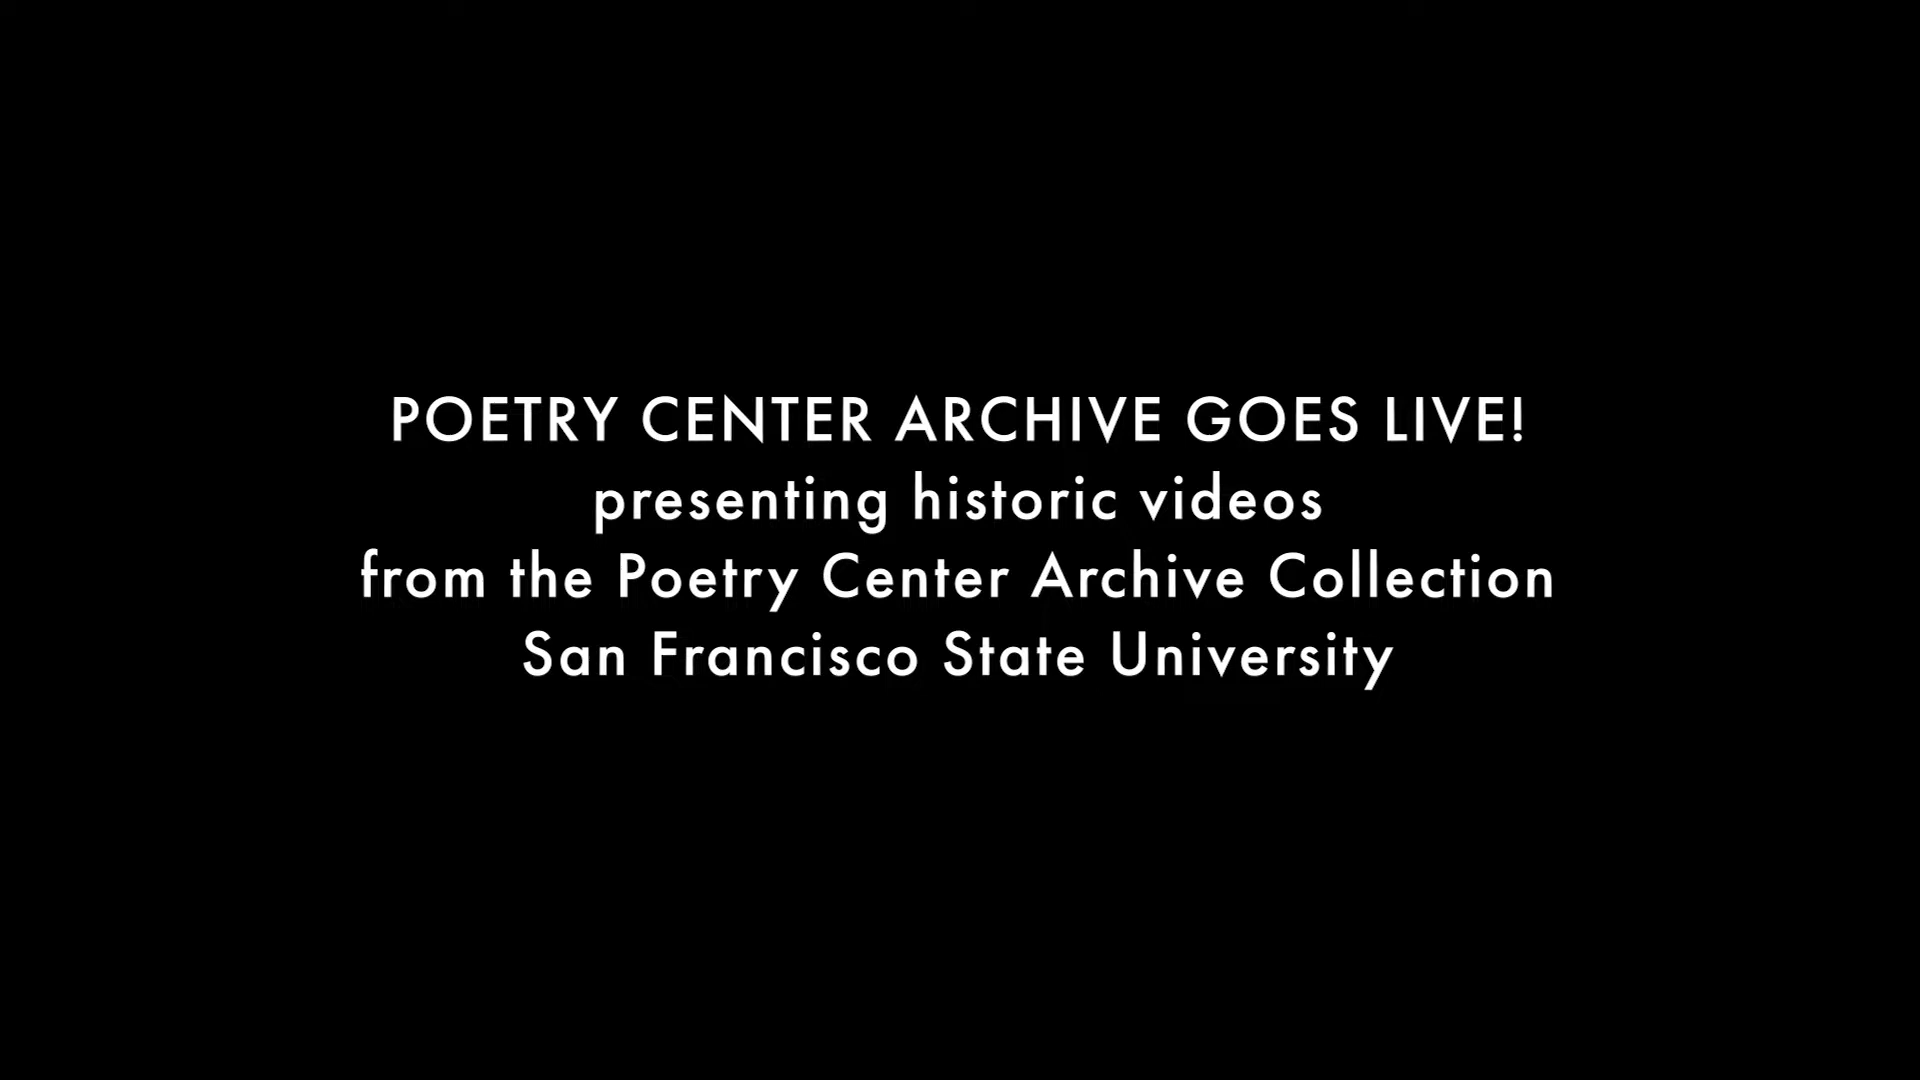 POETRY CENTER ARCHIVE GOES LIVE!
presenting historic videos
from the Poetry Center Archive Collection
San Francisco State University